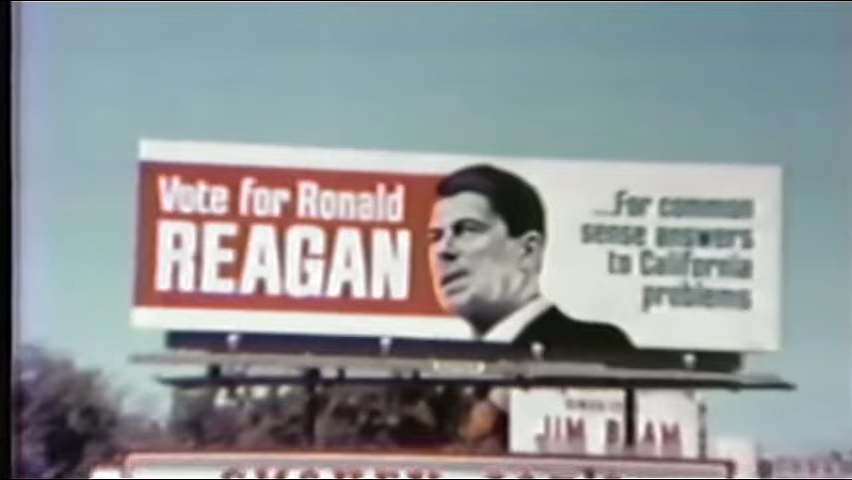 Vote for Ronald
REAGAN
...For common
sense answers
to California
problems
JIM BEAM